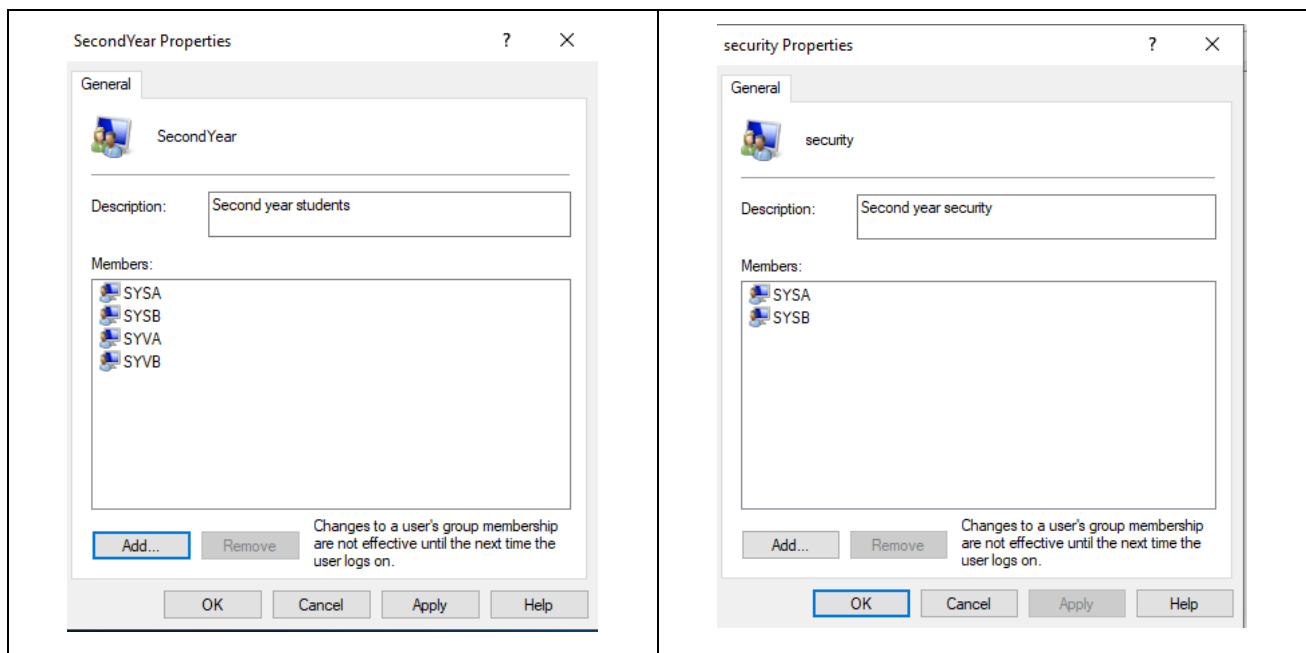 SecondYear Properties
?
General
SecondYear
Description:
Second year students
Members:
SYSA
SYSB
SYVA
SYVB
Add...
Remove
Changes to a user's group membership
are not effective until the next time the
user logs on.
OK
Cancel
Apply
Help
security Properties
?
General
security
Description:
Second year security
Members:
SYSA
SYSB
Add...
Remove
Changes to a user's group membership
are not effective until the next time the
user logs on.
OK
Cancel
Apply
Help